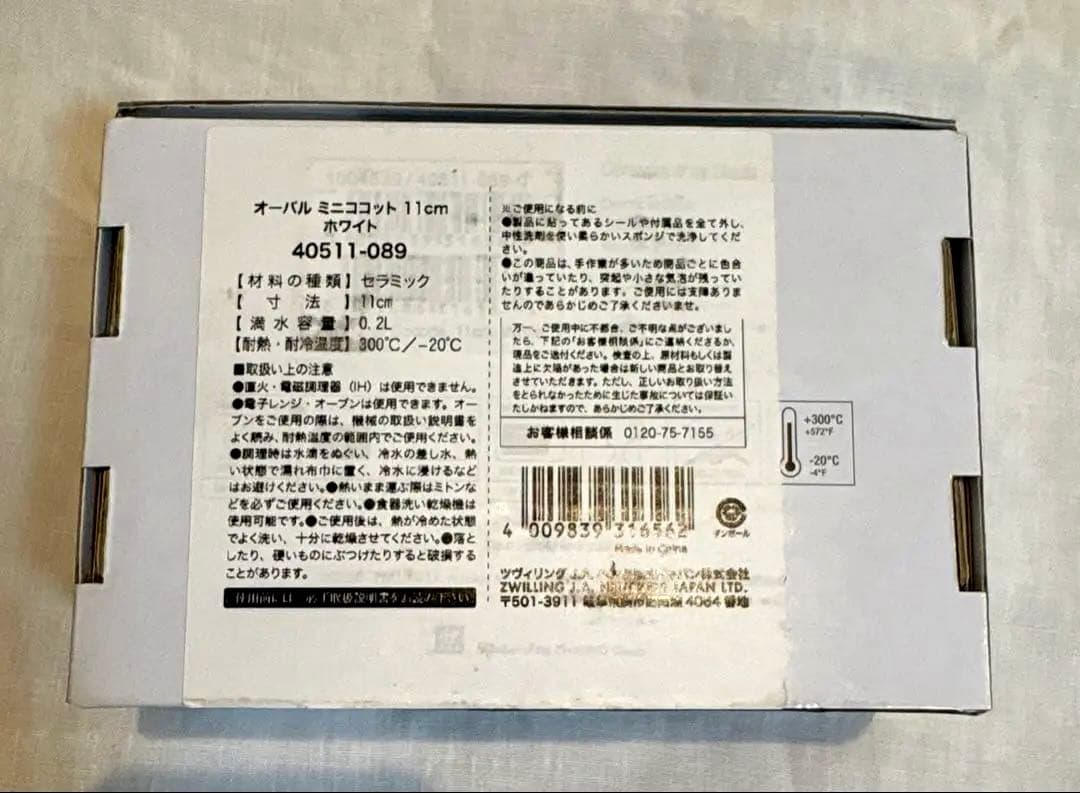 オーバル ミニココット 11cm
ホワイト
40511-089
【材料の種類】セラミック
【寸法】11cm
【満水容量】0.2L
【耐熱・耐冷温度】300℃/-20℃
■取扱い上の注意
●直火・電磁調理器(IH)は使用できません。
●電子レンジ・オーブンは使用できます。オー
ブンをご使用の際は、機械の取扱い説明書を
よく読み、耐熱温度の範囲内でご使用ください。
●調理時は水滴をぬぐい、冷水の差し水、熱
い状態で濡れ布巾に置く、冷水に浸けるなど
はお避けください。●熱いまま運ぶ際はミトンな
どを必ずご使用ください。●食器洗い乾燥機は
使用可能です。●ご使用後は、熱が冷めた状態
でよく洗い、十分に乾燥させてください。●落と
したり、硬いものにぶつけたりすると破損する
ことがあります。
※ご使用になる前に
●製品に貼ってあるシールや付属品を全て外し、
中性洗剤を使い柔らかいスポンジで洗浄してくだ
さい。
●この商品は、手作業が多いため商品ごとに色合
いが違っていたり、突起や小さな気泡が残ってい
たりすることがあります。ご使用には支障ありま
せんのであらかじめご了承くださいませ。
万一、ご使用中に不都合、ご不明な点がございまし
たら、下記の「お客様相談係」にご連絡くださるか、
現品をご送付ください。検査の上、原材料もしくは製
造上に欠陥があった場合は新しい商品とお取り替え
させていただきます。ただし、正しいお取り扱い方法
をとられなかったために生じた事故については保証い
たしかねますので、あらかじめご了承ください。
お客様相談係 0120-75-7155
4 009839 316562
ダンボール
Made in China
ツヴィリング J.A. ジャパン株式会社
ZWILLING J.A. JAPAN LTD.
〒501-3911 4064 番地
+300°C
+572°F
-20°C
-4°F